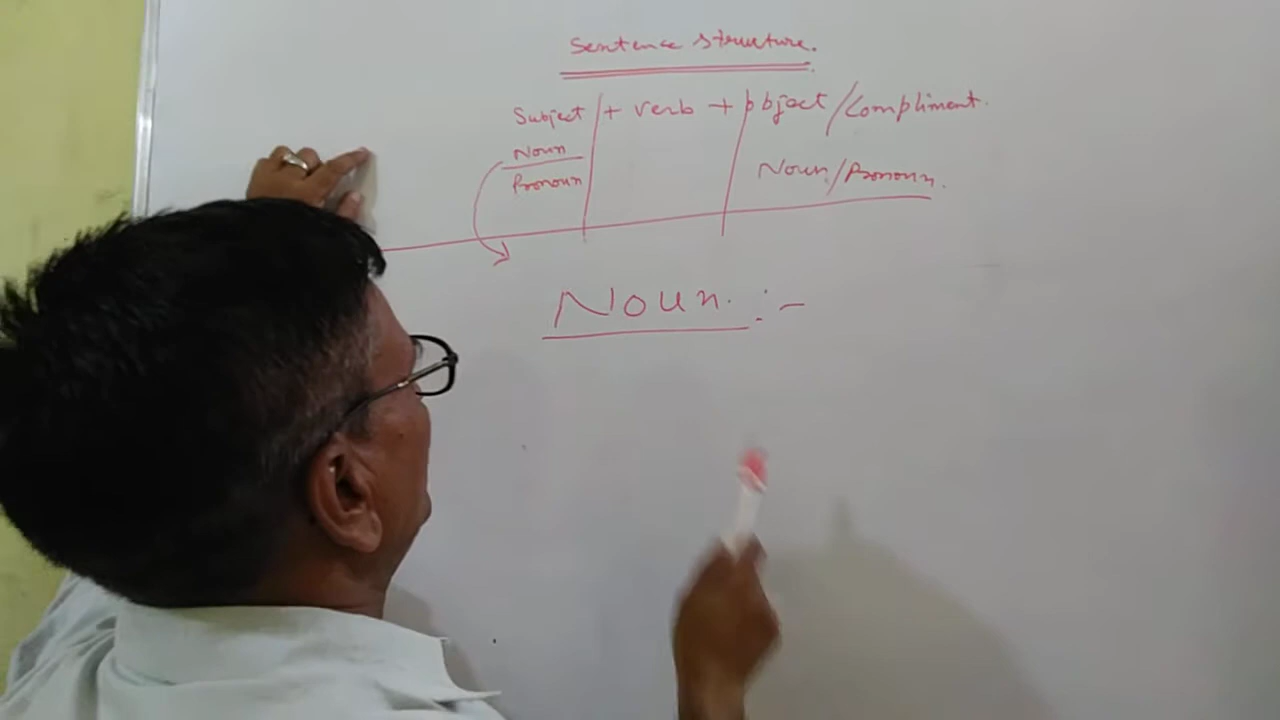 Sentence structure.
Subject + verb + object / Compliment.
Noun
Pronoun Noun / Pronoun.
Noun. :-